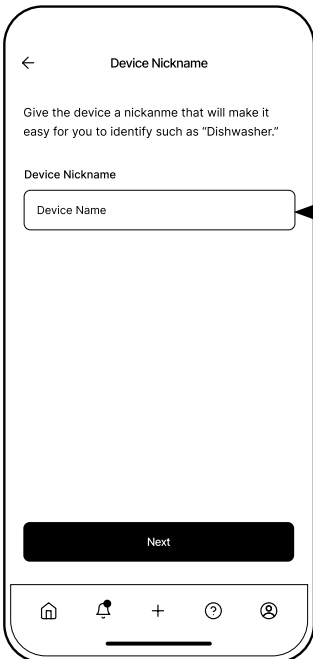 Device Nickname
Give the device a nickanme that will make it
easy for you to identify such as “Dishwasher.”
Device Nickname
Device Name
Next